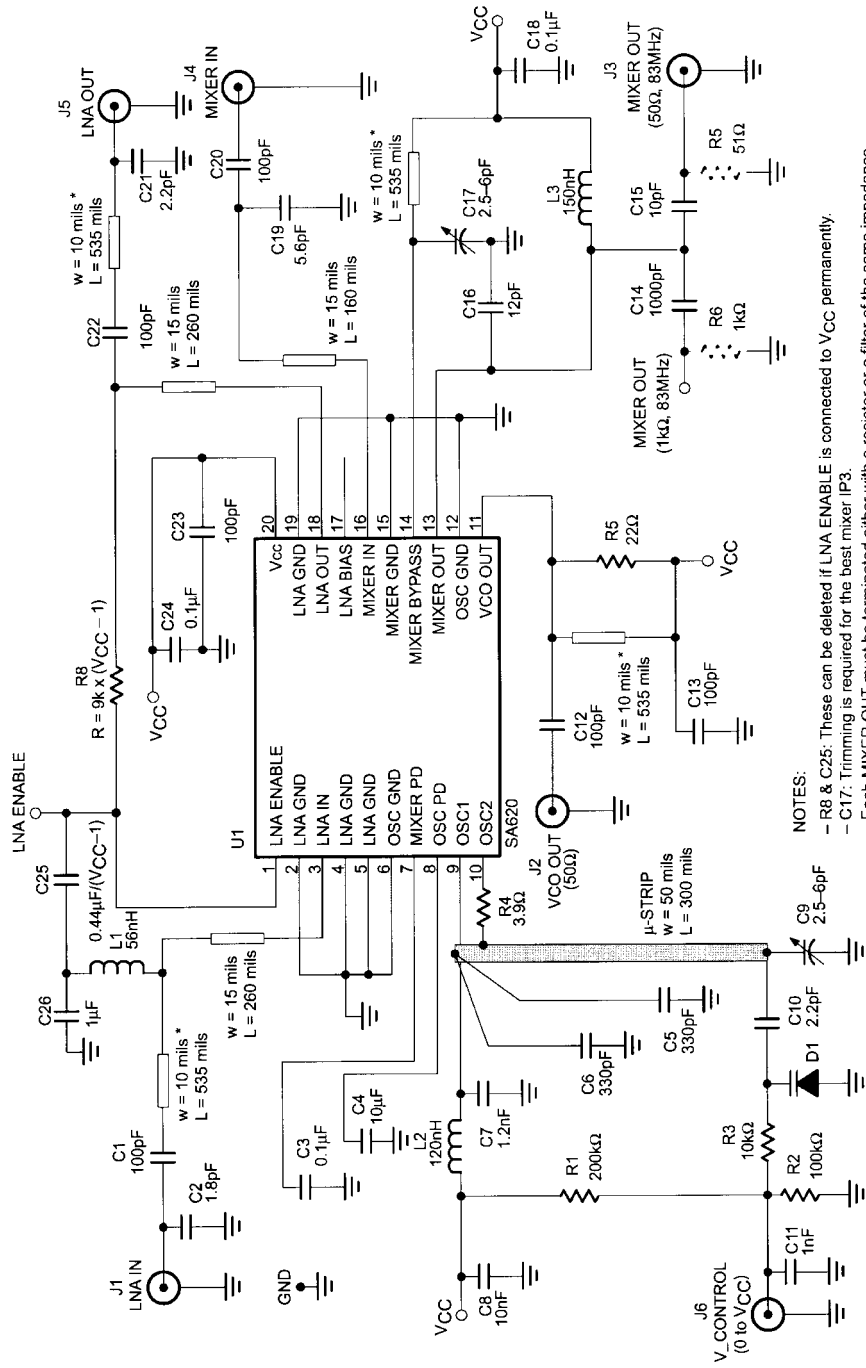 LNA ENABLE
C25
0.44µF/(VCC–1)
C26
1µF
L1
56nH
R8
R = 9k x (VCC – 1)
J1
LNA IN
C2
1.8pF
C1
100pF
w = 10 mils *
L = 535 mils
w = 15 mils
L = 260 mils
VCC
C24
0.1µF
C23
100pF
C22
100pF
w = 10 mils *
L = 535 mils
J5
LNA OUT
C21
2.2pF
w = 15 mils
L = 260 mils
J4
MIXER IN
C20
100pF
C19
5.6pF
w = 15 mils
L = 160 mils
U1
1 LNA ENABLE
2 LNA GND
3 LNA IN
4 LNA GND
5 LNA GND
6 OSC GND
7 MIXER PD
8 OSC PD
9 OSC1
10 OSC2
Vcc 20
LNA GND 19
LNA OUT 18
LNA BIAS 17
MIXER IN 16
MIXER GND 15
MIXER BYPASS 14
MIXER OUT 13
OSC GND 12
VCO OUT 11
SA620
GND
C3
0.1µF
C4
10µF
L2
120nH
C7
1.2nF
C8
10nF
VCC
C6
330pF
C5
330pF
R4
3.9Ω
µ-STRIP
w = 50 mils
L = 300 mils
C9
2.5–6pF
C10
2.2pF
D1
R3
10kΩ
R2
100kΩ
R1
200kΩ
C11
1nF
J6
V_CONTROL
(0 to VCC)
J2
VCO OUT
(50Ω)
C12
100pF
w = 10 mils *
L = 535 mils
C13
100pF
R5
22Ω
VCC
w = 10 mils *
L = 535 mils
C17
2.5–6pF
C16
12pF
VCC
C18
0.1µF
L3
150nH
MIXER OUT
(1kΩ, 83MHz)
R6
1kΩ
C14
1000pF
C15
10pF
R5
51Ω
J3
MIXER OUT
(50Ω, 83MHz)
NOTES:
– R8 & C25: These can be deleted if LNA ENABLE is connected to VCC permanently.
– C17: Trimming is required for the best mixer IP3.